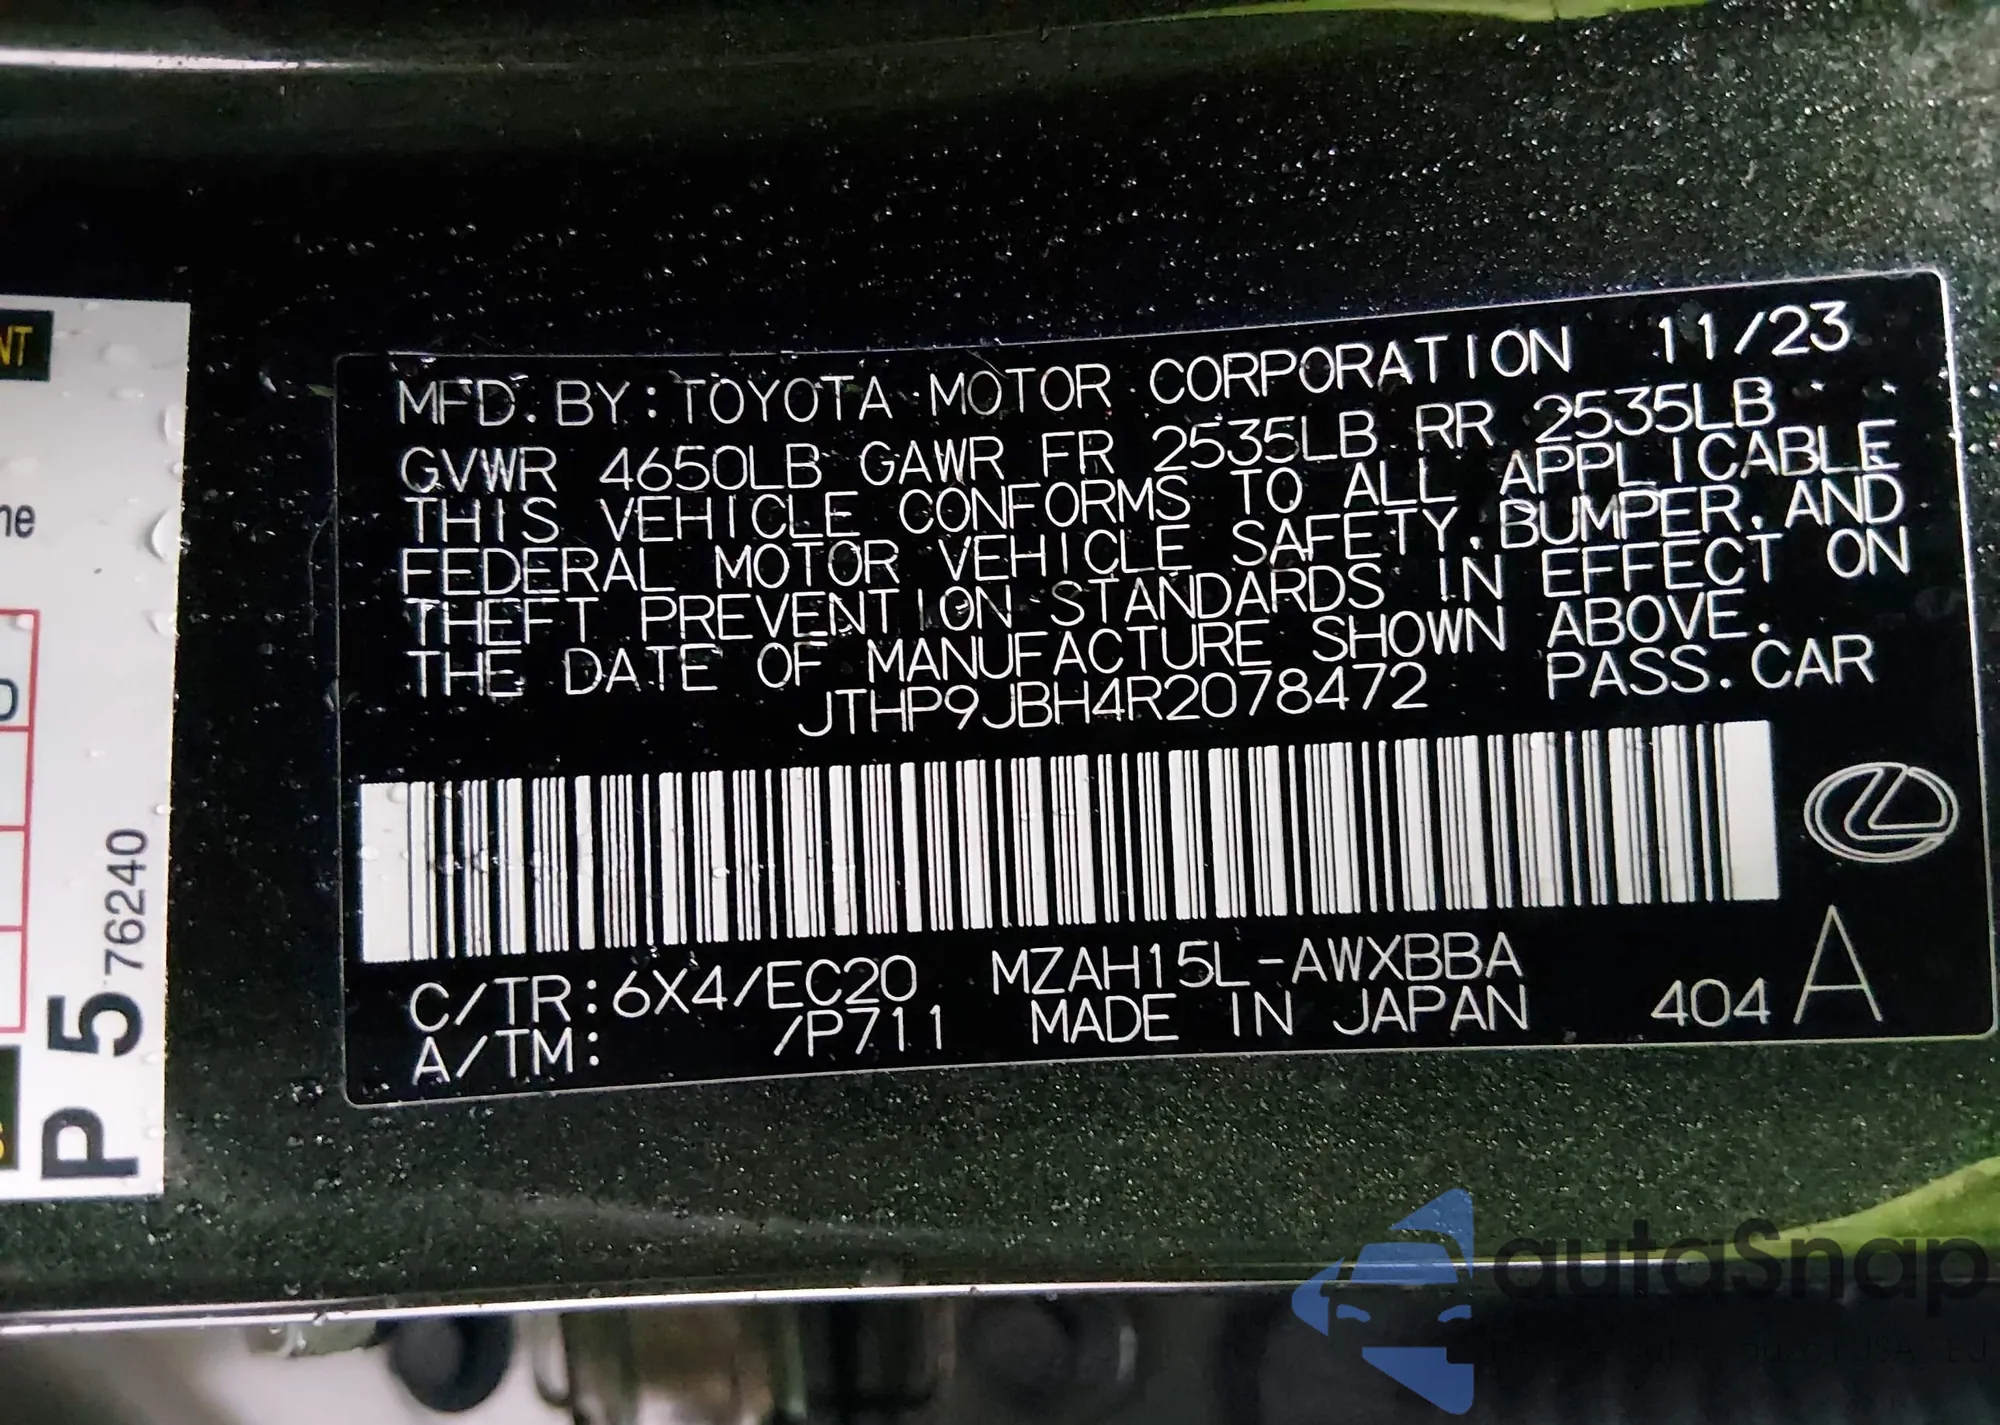 MFD. BY: TOYOTA MOTOR CORPORATION 11/23
GVWR 4650LB GAWR FR 2535LB RR 2535LB
THIS VEHICLE CONFORMS TO ALL APPLICABLE
FEDERAL MOTOR VEHICLE SAFETY, BUMPER, AND
THEFT PREVENTION STANDARDS IN EFFECT ON
THE DATE OF MANUFACTURE SHOWN ABOVE.
JTHP9JBH4R2078472 PASS. CAR
C/TR: 6X4/EC20 MZAH15L-AWXBBA
A/TM: /P711 MADE IN JAPAN 404 A
P 5 76240
NT
autoSnap